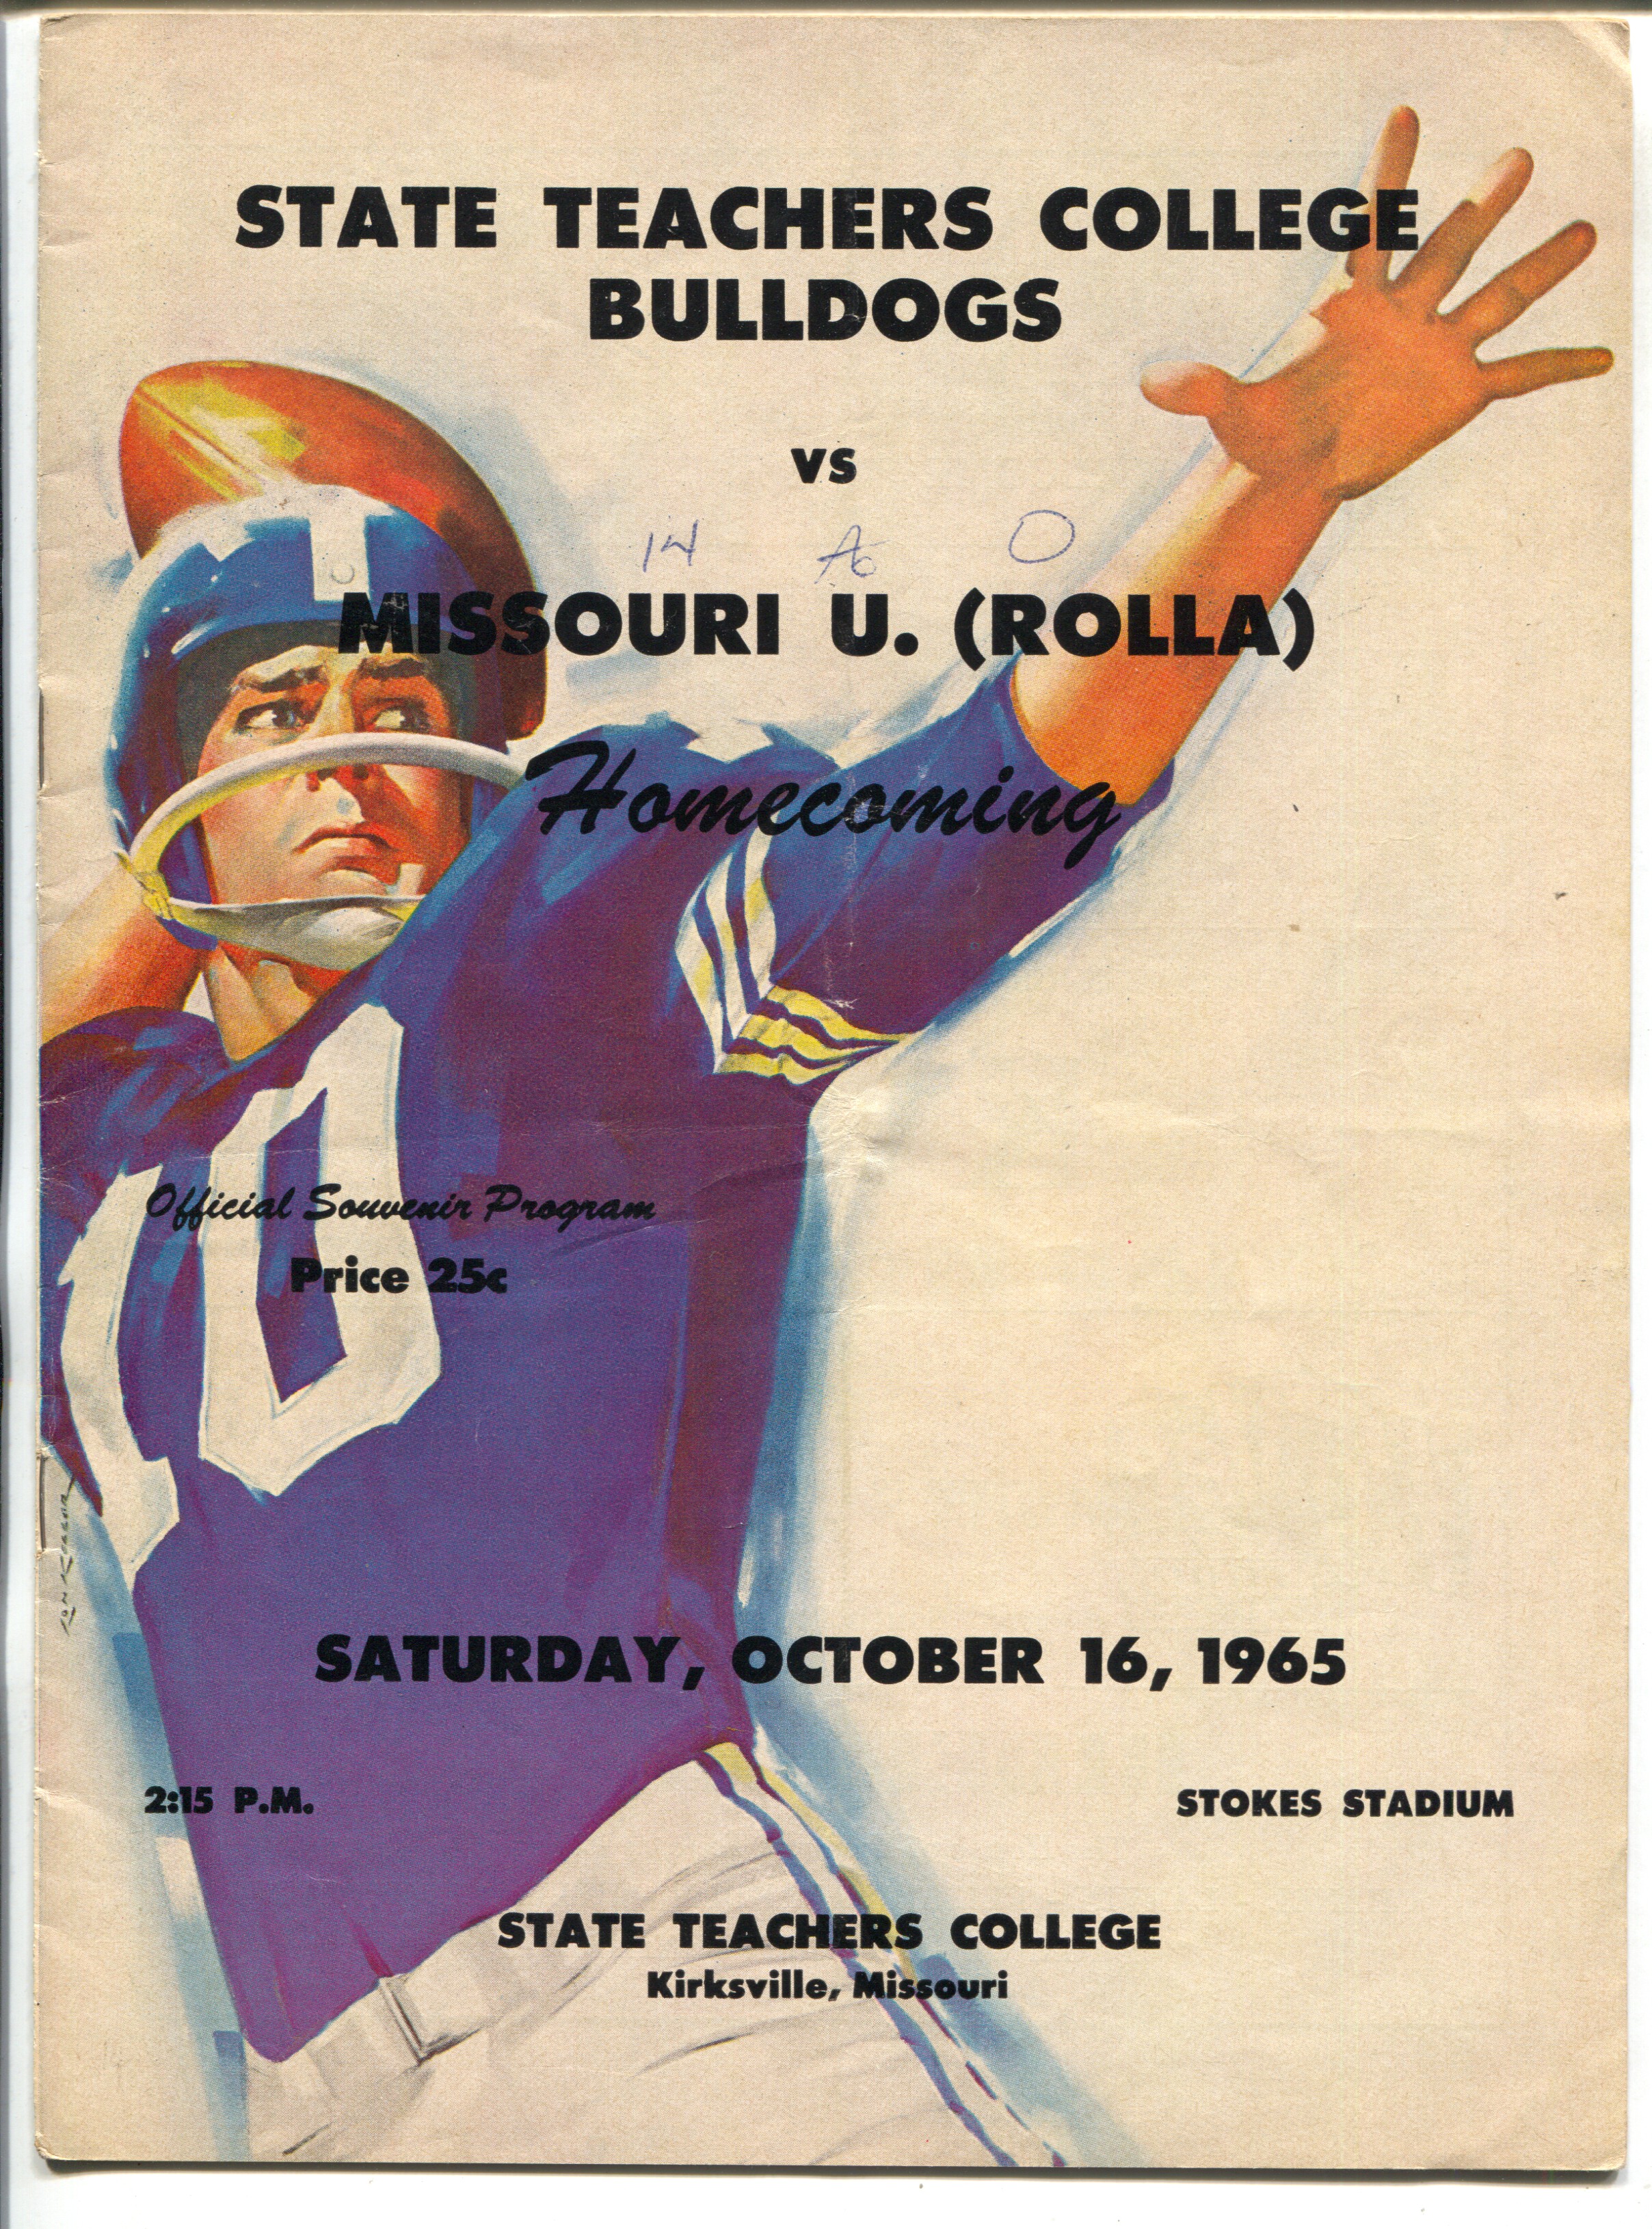 STATE TEACHERS COLLEGE
BULLDOGS
VS
14 0
MISSOURI U. (ROLLA)
Homecoming
10
Official Souvenir Program
Price 25c
SATURDAY, OCTOBER 16, 1965
2:15 P.M.
STOKES STADIUM
STATE TEACHERS COLLEGE
Kirksville, Missouri